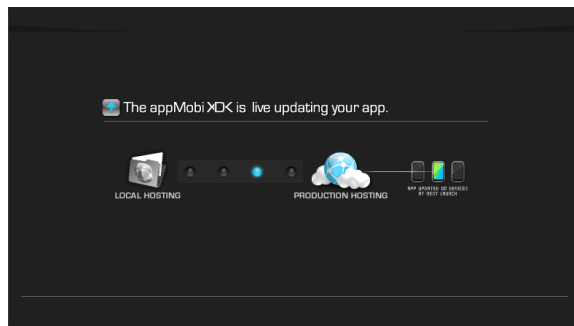 The appMobi XDK is live updating your app.
LOCAL HOSTING
PRODUCTION HOSTING
APP UPDATED ON DEVICES
AT NEXT LAUNCH